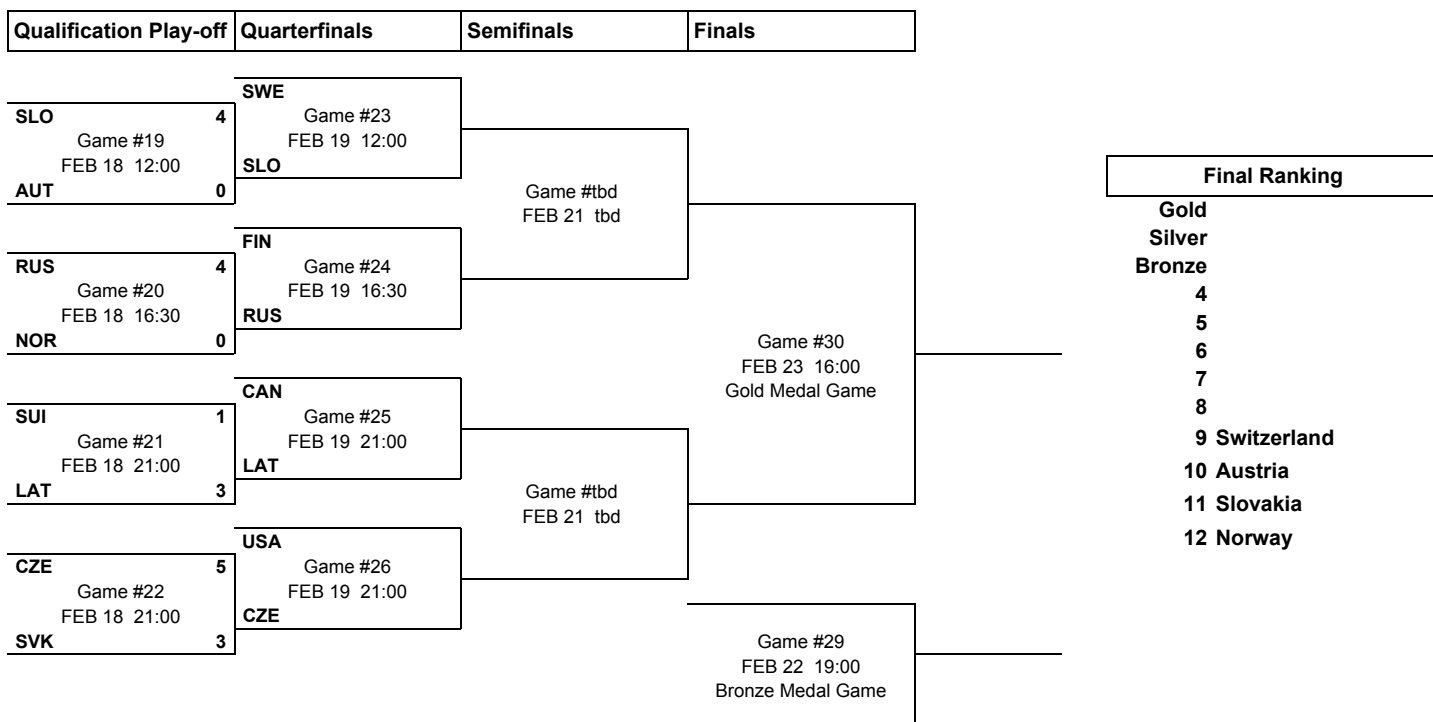 Qualification Play-off Quarterfinals Semifinals Finals
SLO 4
Game #19
FEB 18 12:00
AUT 0
RUS 4
Game #20
FEB 18 16:30
NOR 0
SUI 1
Game #21
FEB 18 21:00
LAT 3
CZE 5
Game #22
FEB 18 21:00
SVK 3
SWE
Game #23
FEB 19 12:00
SLO
FIN
Game #24
FEB 19 16:30
RUS
CAN
Game #25
FEB 19 21:00
LAT
USA
Game #26
FEB 19 21:00
CZE
Game #tbd
FEB 21 tbd
Game #tbd
FEB 21 tbd
Game #30
FEB 23 16:00
Gold Medal Game
Game #29
FEB 22 19:00
Bronze Medal Game
Final Ranking
Gold
Silver
Bronze
4
5
6
7
8
9 Switzerland
10 Austria
11 Slovakia
12 Norway